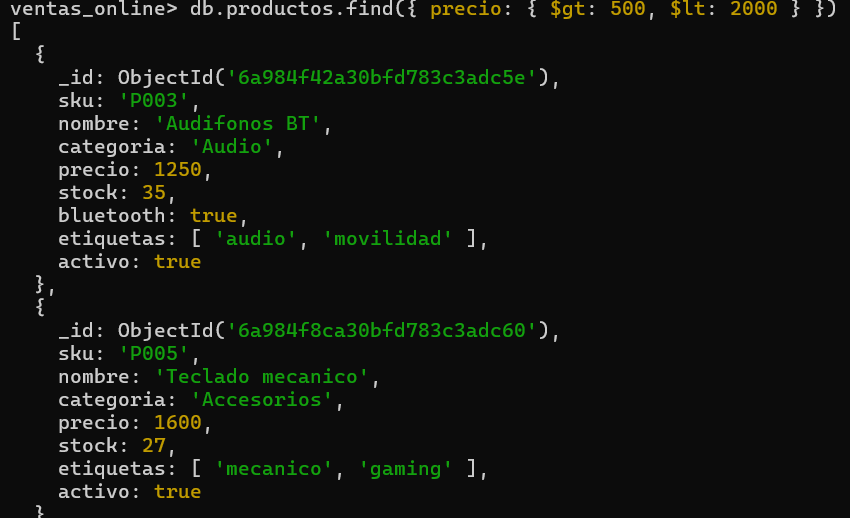 ventas_online> db.productos.find({ precio: { $gt: 500, $lt: 2000 } })
[
  {
    _id: ObjectId('6a984f42a30bfd783c3adc5e'),
    sku: 'P003',
    nombre: 'Audifonos BT',
    categoria: 'Audio',
    precio: 1250,
    stock: 35,
    bluetooth: true,
    etiquetas: [ 'audio', 'movilidad' ],
    activo: true
  },
  {
    _id: ObjectId('6a984f8ca30bfd783c3adc60'),
    sku: 'P005',
    nombre: 'Teclado mecanico',
    categoria: 'Accesorios',
    precio: 1600,
    stock: 27,
    etiquetas: [ 'mecanico', 'gaming' ],
    activo: true
  }